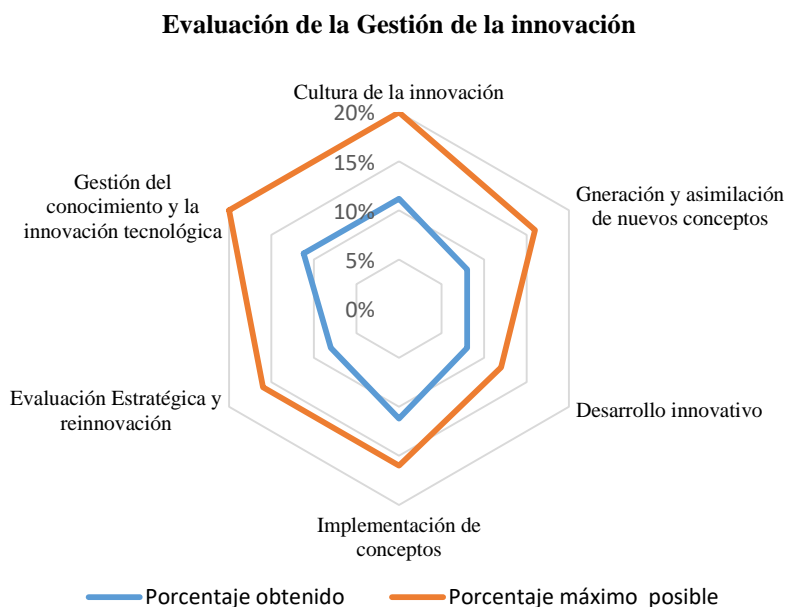 Evaluación de la Gestión de la innovación
Cultura de la innovación
20%
15%
10%
5%
0%
Gneración y asimilación
de nuevos conceptos
Desarrollo innovativo
Implementación de
conceptos
Evaluación Estratégica y
reinnovación
Gestión del
conocimiento y la
innovación tecnológica
Porcentaje obtenido
Porcentaje máximo posible